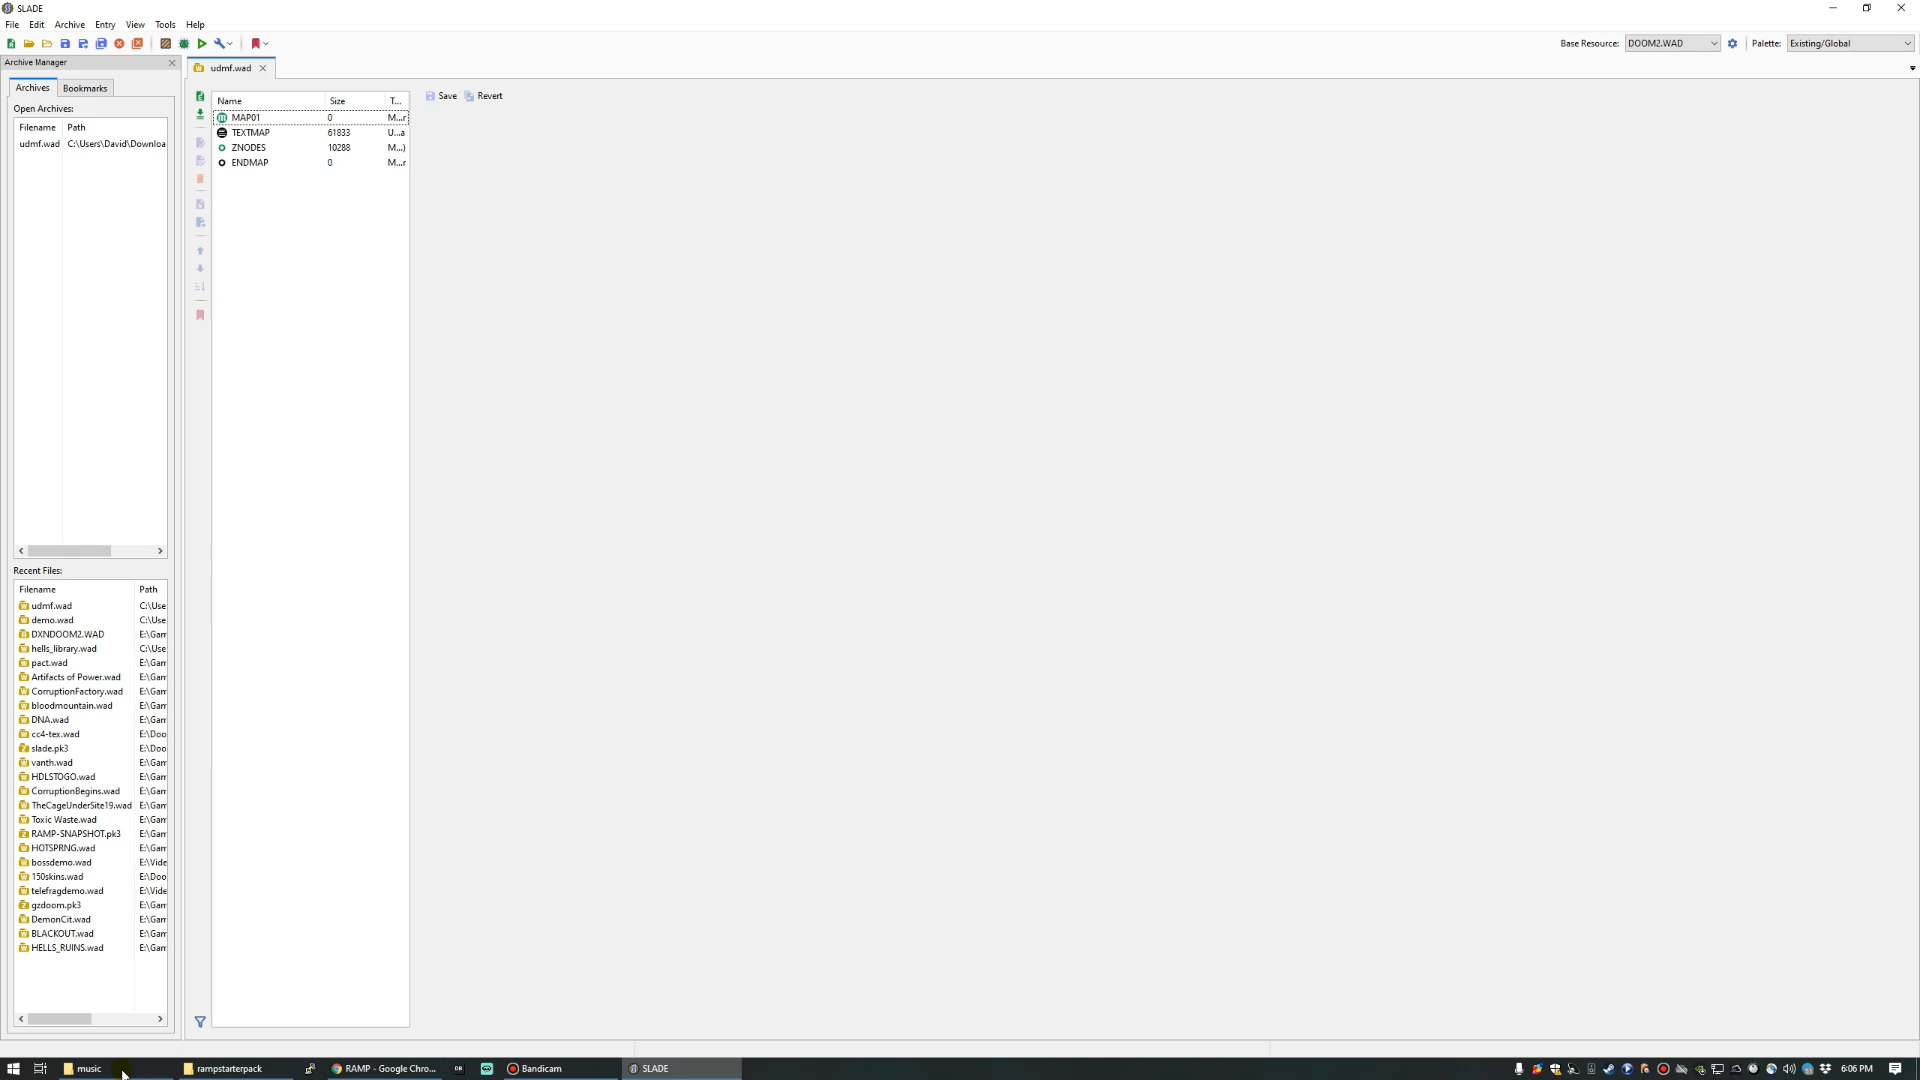 SLADE
File Edit Archive Entry View Tools Help
Base Resource: DOOM2.WAD Palette: Existing/Global
Archive Manager
udmf.wad
Archives Bookmarks
Open Archives:
Filename Path
udmf.wad C:\Users\David\Downloa
Save Revert
Name Size T...
MAP01 0 M...r
TEXTMAP 61833 U...a
ZNODES 10288 M...)
ENDMAP 0 M...r
Recent Files:
Filename Path
udmf.wad C:\Use
demo.wad C:\Use
DXNDOOM2.WAD E:\Gam
hells_library.wad C:\Use
pact.wad E:\Gam
Artifacts of Power.wad E:\Gam
CorruptionFactory.wad E:\Gam
bloodmountain.wad E:\Gam
DNA.wad E:\Gam
cc4-tex.wad E:\Doo
slade.pk3 E:\Doo
vanth.wad E:\Gam
HDLSTOGO.wad E:\Gam
CorruptionBegins.wad E:\Gam
TheCageUnderSite19.wad E:\Gam
Toxic Waste.wad E:\Gam
RAMP-SNAPSHOT.pk3 E:\Gam
HOTSPRNG.wad E:\Gam
bossdemo.wad E:\Vide
150skins.wad E:\Doo
telefragdemo.wad E:\Vide
gzdoom.pk3 E:\Gam
DemonCit.wad E:\Gam
BLACKOUT.wad E:\Gam
HELLS_RUINS.wad E:\Gam
music rampstarterpack RAMP - Google Chro... Bandicam SLADE 6:06 PM